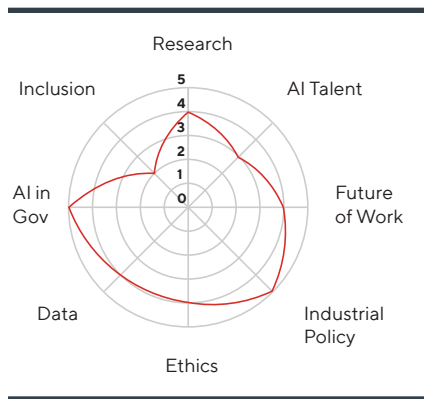 Research
Inclusion
AI Talent
5
4
3
2
1
0
AI in
Gov
Future
of Work
Data
Industrial
Policy
Ethics